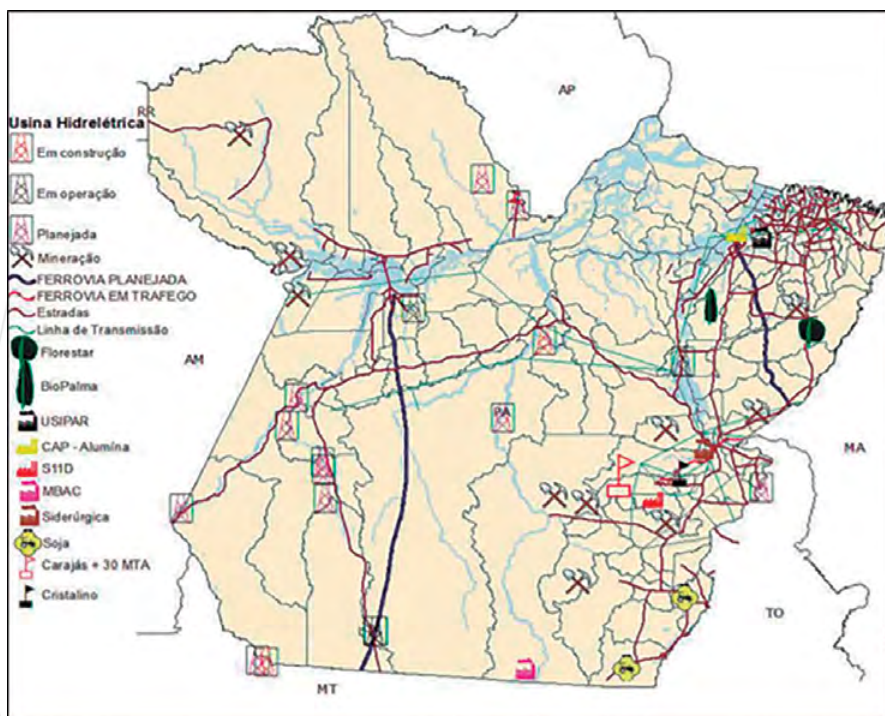 RR
AP
Usina Hidrelétrica
Em construção
Em operação
Planejada
Mineração
FERROVIA PLANEJADA
FERROVIA EM TRAFEGO
Estradas
Linha de Transmissão
Florestar
BioPalma
USIPAR
CAP - Alumína
S11D
MBAC
Siderúrgica
Soja
Carajás + 30 MTA
Cristalino
AM
PA
MA
TO
MT